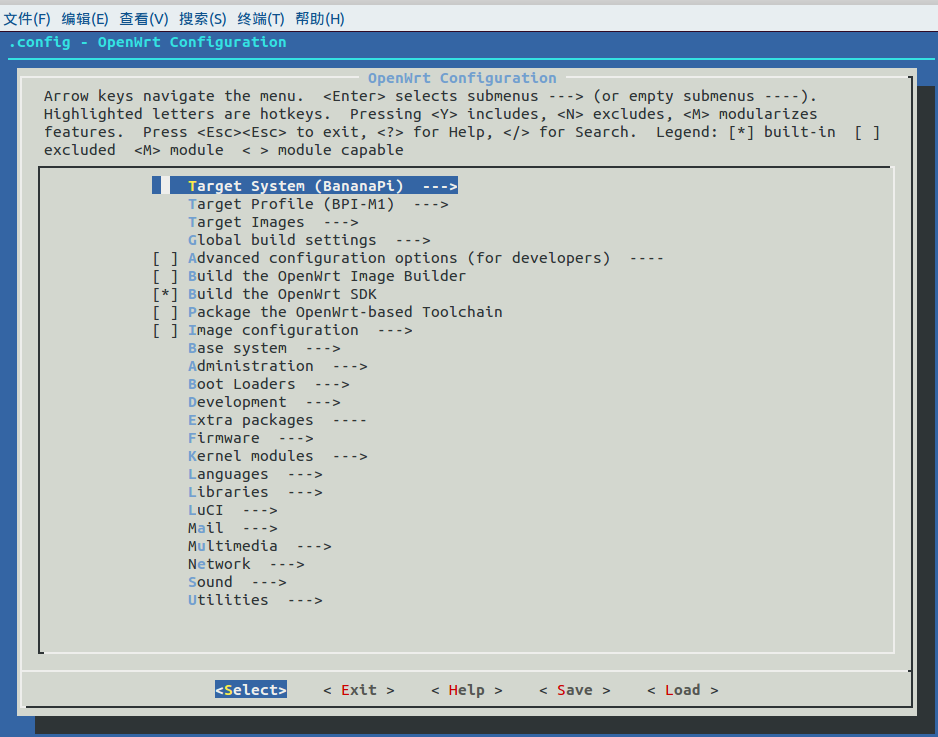 文件(F) 编辑(E) 查看(V) 搜索(S) 终端(T) 帮助(H)
.config - OpenWrt Configuration
OpenWrt Configuration
Arrow keys navigate the menu.  <Enter> selects submenus ---> (or empty submenus ----).
Highlighted letters are hotkeys.  Pressing <Y> includes, <N> excludes, <M> modularizes
features.  Press <Esc><Esc> to exit, <?> for Help, </> for Search.  Legend: [*] built-in  [ ]
excluded  <M> module  < > module capable
Target System (BananaPi)  --->
Target Profile (BPI-M1)  --->
Target Images  --->
Global build settings  --->
[ ] Advanced configuration options (for developers)  ----
[ ] Build the OpenWrt Image Builder
[*] Build the OpenWrt SDK
[ ] Package the OpenWrt-based Toolchain
[ ] Image configuration  --->
Base system  --->
Administration  --->
Boot Loaders  --->
Development  --->
Extra packages  ----
Firmware  --->
Kernel modules  --->
Languages  --->
Libraries  --->
LuCI  --->
Mail  --->
Multimedia  --->
Network  --->
Sound  --->
Utilities  --->
<Select>    < Exit >    < Help >    < Save >    < Load >